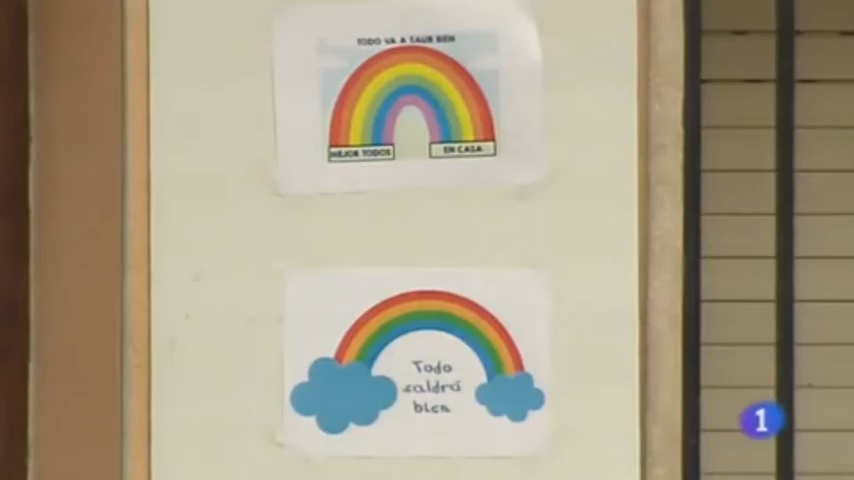 TODO VA A SALIR BIEN
MEJOR TODOS
EN CASA
Todo
saldrá
bien
1